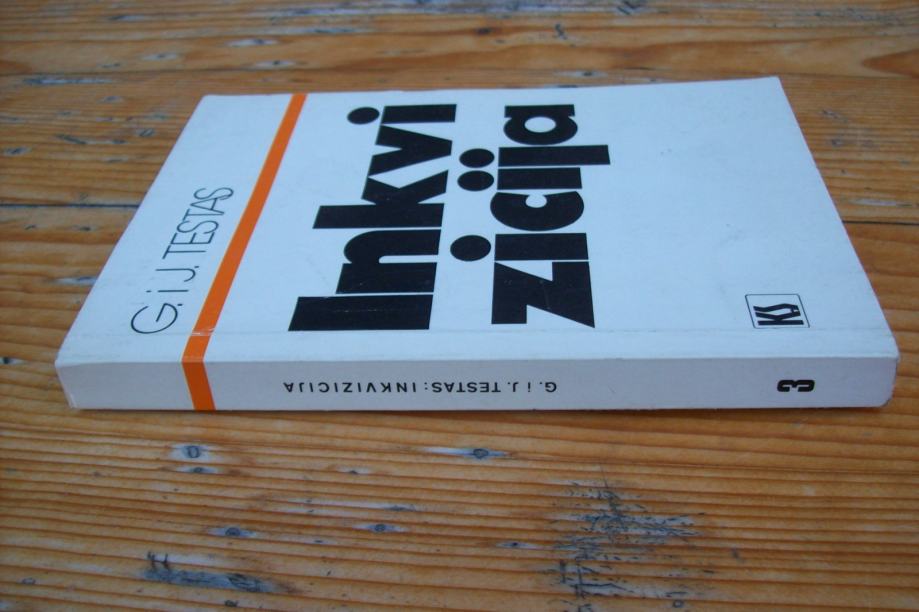 G. i J. TESTAS
Inkvi
zicija
KS
G. i J. TESTAS: INKVIZICIJA
3